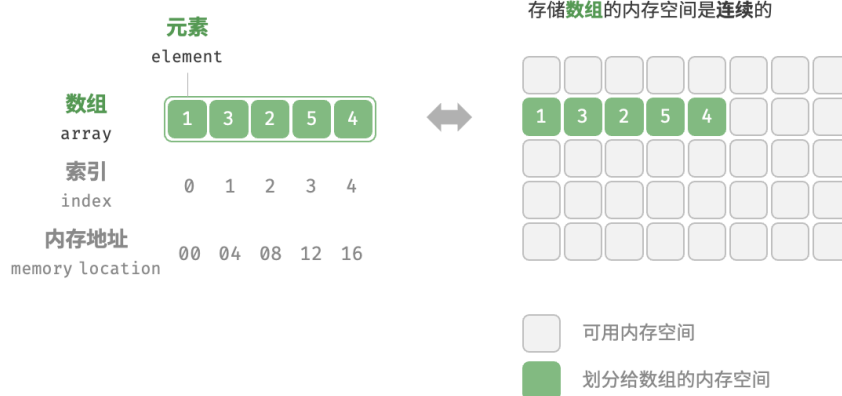 元素
element
数组
array
1 3 2 5 4
索引
index
0 1 2 3 4
内存地址
memory location
00 04 08 12 16
存储数组的内存空间是连续的
1 3 2 5 4
可用内存空间
划分给数组的内存空间